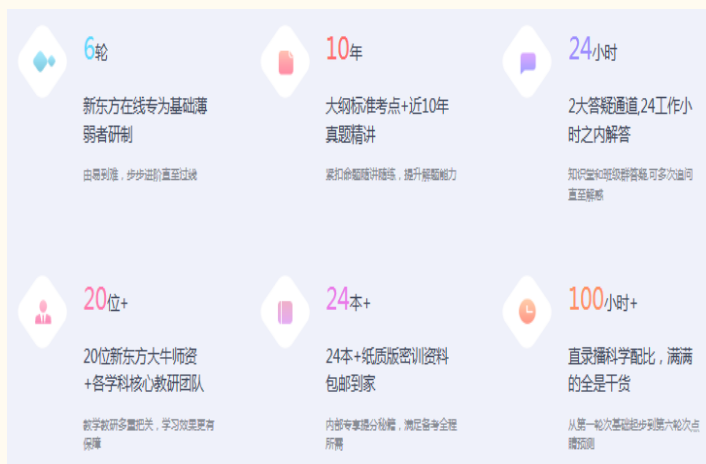 6轮
新东方在线专为基础薄
弱者研制
由易到难，步步进阶直至过线
10年
大纲标准考点+近10年
真题精讲
紧扣命题随讲随练，提升解题能力
24小时
2大答疑通道,24工作小
时之内解答
知识堂和班级群答疑,可多次追问
直至解惑
20位+
20位新东方大牛师资
+各学科核心教研团队
教学教研多重把关，学习效果更有
保障
24本+
24本+纸质版密训资料
包邮到家
内部专享提分秘籍，满足备考全程
所需
100小时+
直录播科学配比，满满
的全是干货
从第一轮次基础起步到第六轮次点
睛预测